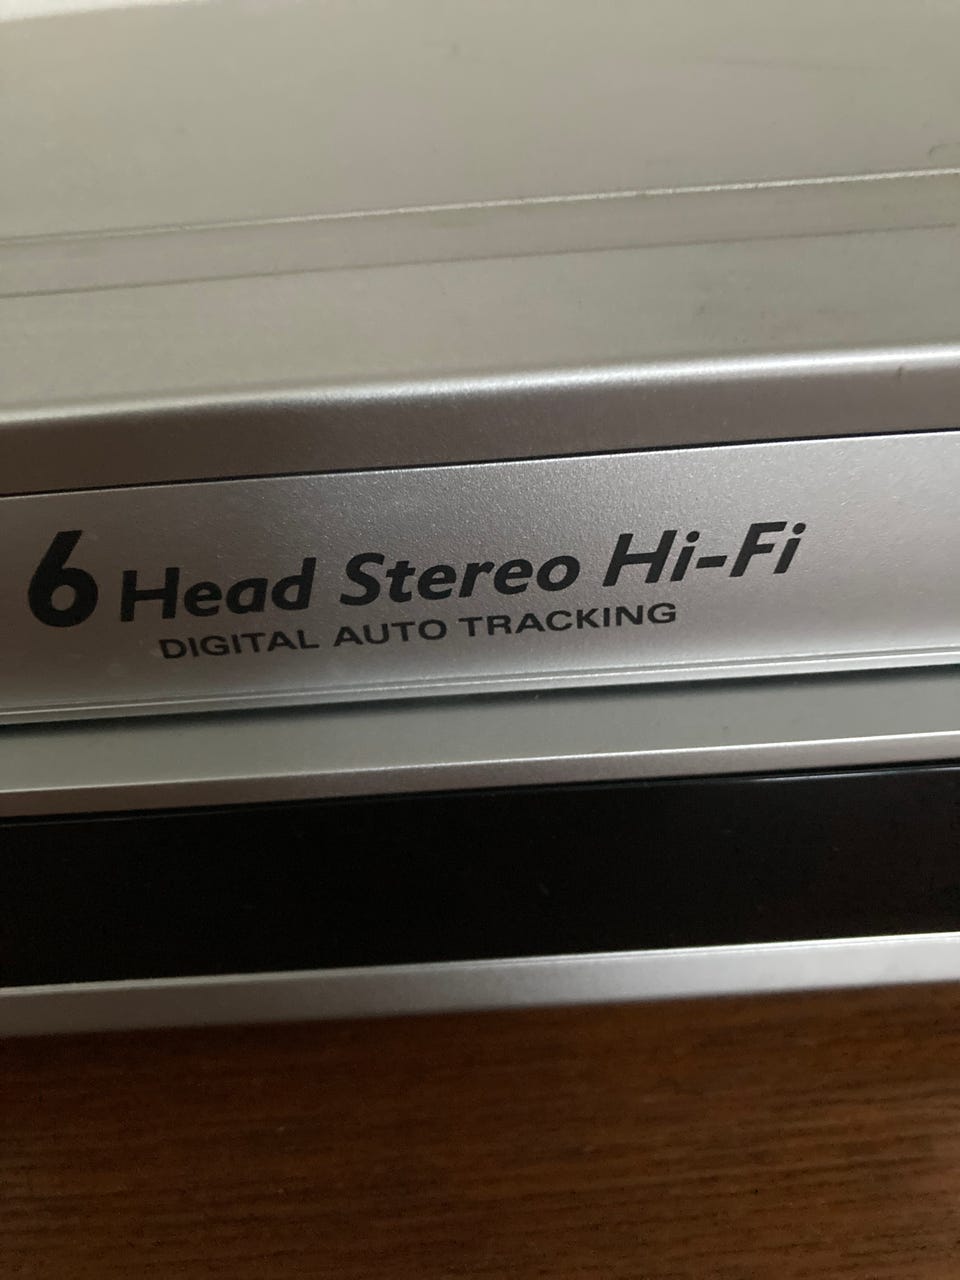 6 Head Stereo Hi-Fi
DIGITAL AUTO TRACKING